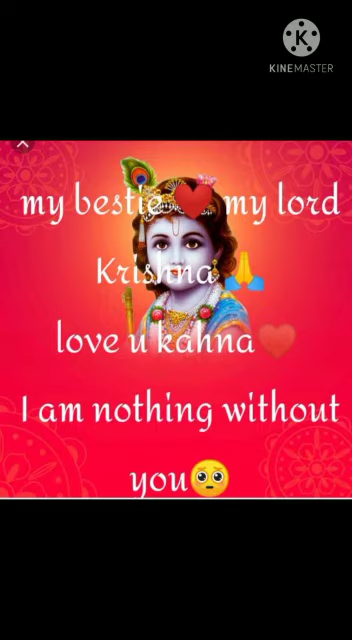 KINEMASTER
my bestie ❤️ my lord
Krishna 🙏
love u kahna❤️
I am nothing without
you🥺